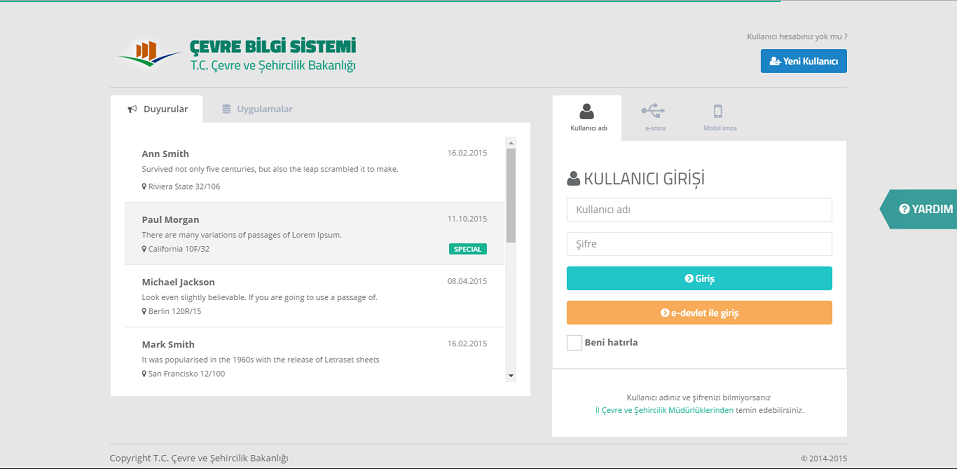 ÇEVRE BİLGİ SİSTEMİ
T.C. Çevre ve Şehircilik Bakanlığı
Kullanıcı hesabınız yok mu ?
Yeni Kullanıcı
Duyurular
Uygulamalar
Ann Smith
16.02.2015
Survived not only five centuries, but also the leap scrambled it to make.
Riviera State 32/106
Paul Morgan
11.10.2015
There are many variations of passages of Lorem Ipsum.
California 10F/32
SPECIAL
Michael Jackson
08.04.2015
Look even slightly believable. If you are going to use a passage of.
Berlin 120R/15
Mark Smith
16.02.2015
It was popularised in the 1960s with the release of Letraset sheets
San Francisko 12/100
Kullanıcı adı
e-imza
Mobil imza
KULLANICI GİRİŞİ
Kullanıcı adı
Şifre
Giriş
e-devlet ile giriş
Beni hatırla
Kullanıcı adınız ve şifrenizi bilmiyorsanız
İl Çevre ve Şehircilik Müdürlüklerinden temin edebilirsiniz.
YARDIM
Copyright T.C. Çevre ve Şehircilik Bakanlığı
© 2014-2015